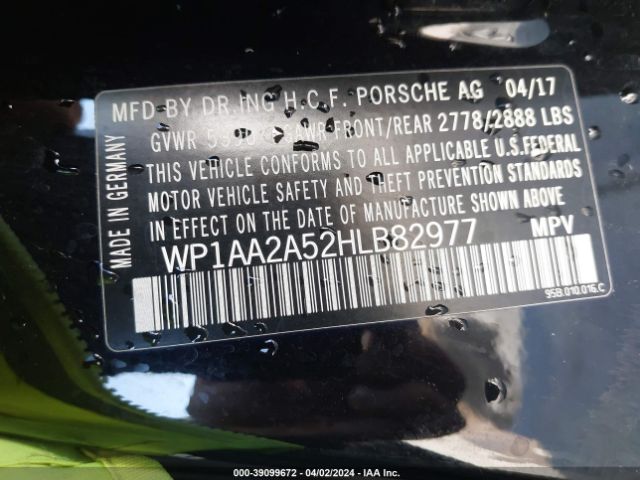 MFD BY DR.ING H.C.F. PORSCHE AG 04/17
GVWR AWR FRONT/REAR 2778/2888 LBS
THIS VEHICLE CONFORMS TO ALL APPLICABLE U.S.FEDERAL
MOTOR VEHICLE SAFETY AND THEFT PREVENTION STANDARDS
IN EFFECT ON THE DATE OF MANUFACTURE SHOWN ABOVE
WP1AA2A52HLB82977 MPV
MADE IN GERMANY
95B.010.016.C
000-39099672 - 04/02/2024 - IAA Inc.